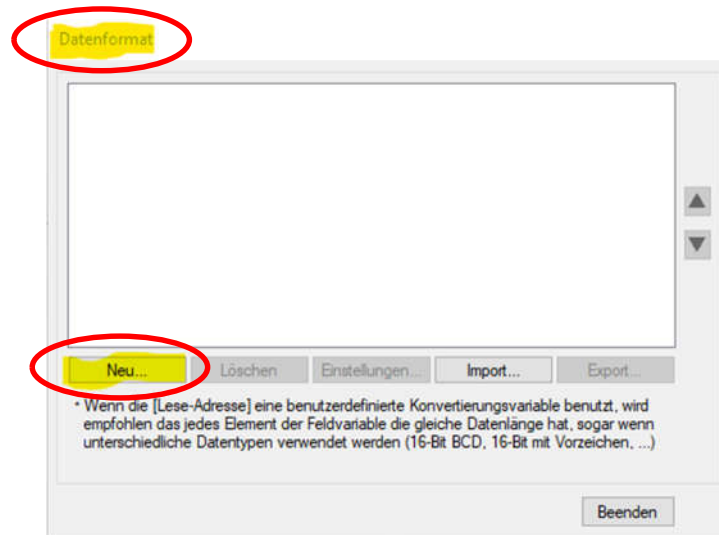 Datenformat
Neu... Löschen Einstellungen... Import... Export...
* Wenn die [Lese-Adresse] eine benutzerdefinierte Konvertierungsvariable benutzt, wird
empfohlen das jedes Element der Feldvariable die gleiche Datenlänge hat, sogar wenn
unterschiedliche Datentypen verwendet werden (16-Bit BCD, 16-Bit mit Vorzeichen, ...)
Beenden